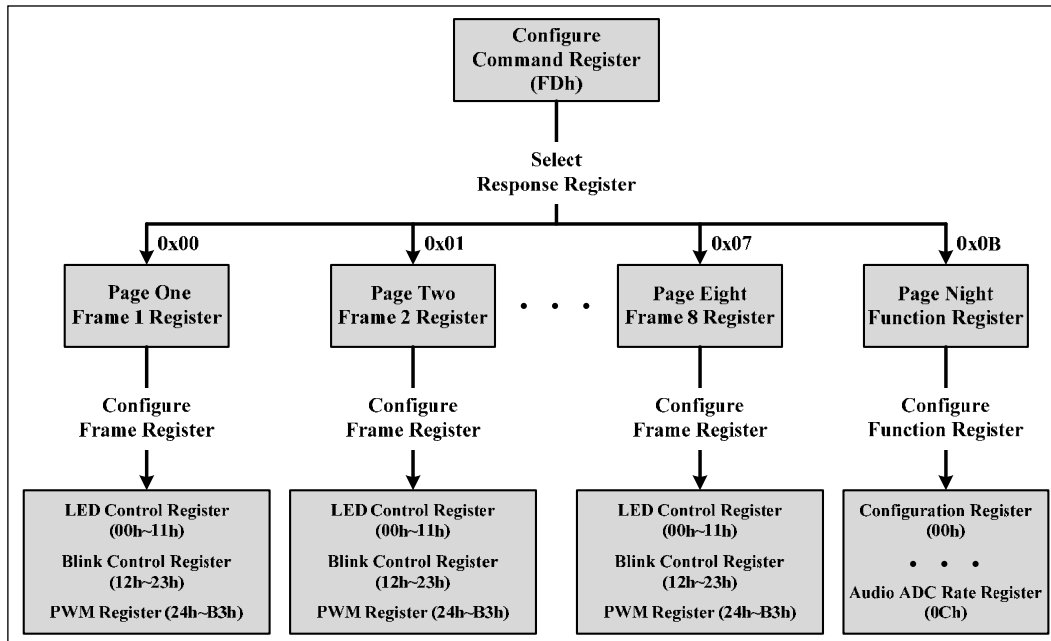 Configure
Command Register
(FDh)
Select
Response Register
0x00
0x01
0x07
0x0B
Page One
Frame 1 Register
Page Two
Frame 2 Register
. . .
Page Eight
Frame 8 Register
Page Night
Function Register
Configure
Frame Register
Configure
Frame Register
Configure
Frame Register
Configure
Function Register
LED Control Register
(00h~11h)
Blink Control Register
(12h~23h)
PWM Register (24h~B3h)
LED Control Register
(00h~11h)
Blink Control Register
(12h~23h)
PWM Register (24h~B3h)
LED Control Register
(00h~11h)
Blink Control Register
(12h~23h)
PWM Register (24h~B3h)
Configuration Register
(00h)
. . .
Audio ADC Rate Register
(0Ch)